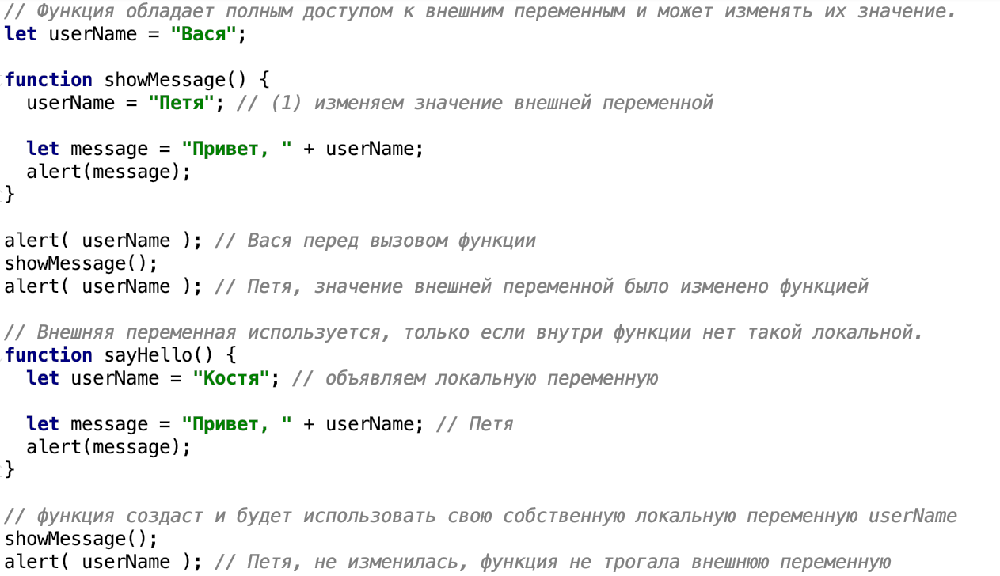 // Функция обладает полным доступом к внешним переменным и может изменять их значение.
let userName = "Вася";
function showMessage() {
userName = "Петя"; // (1) изменяем значение внешней переменной
let message = "Привет, " + userName;
alert(message);
}
alert( userName ); // Вася перед вызовом функции
showMessage();
alert( userName ); // Петя, значение внешней переменной было изменено функцией
// Внешняя переменная используется, только если внутри функции нет такой локальной.
function sayHello() {
let userName = "Костя"; // объявляем локальную переменную
let message = "Привет, " + userName; // Петя
alert(message);
}
// функция создаст и будет использовать свою собственную локальную переменную userName
showMessage();
alert( userName ); // Петя, не изменилась, функция не трогала внешнюю переменную